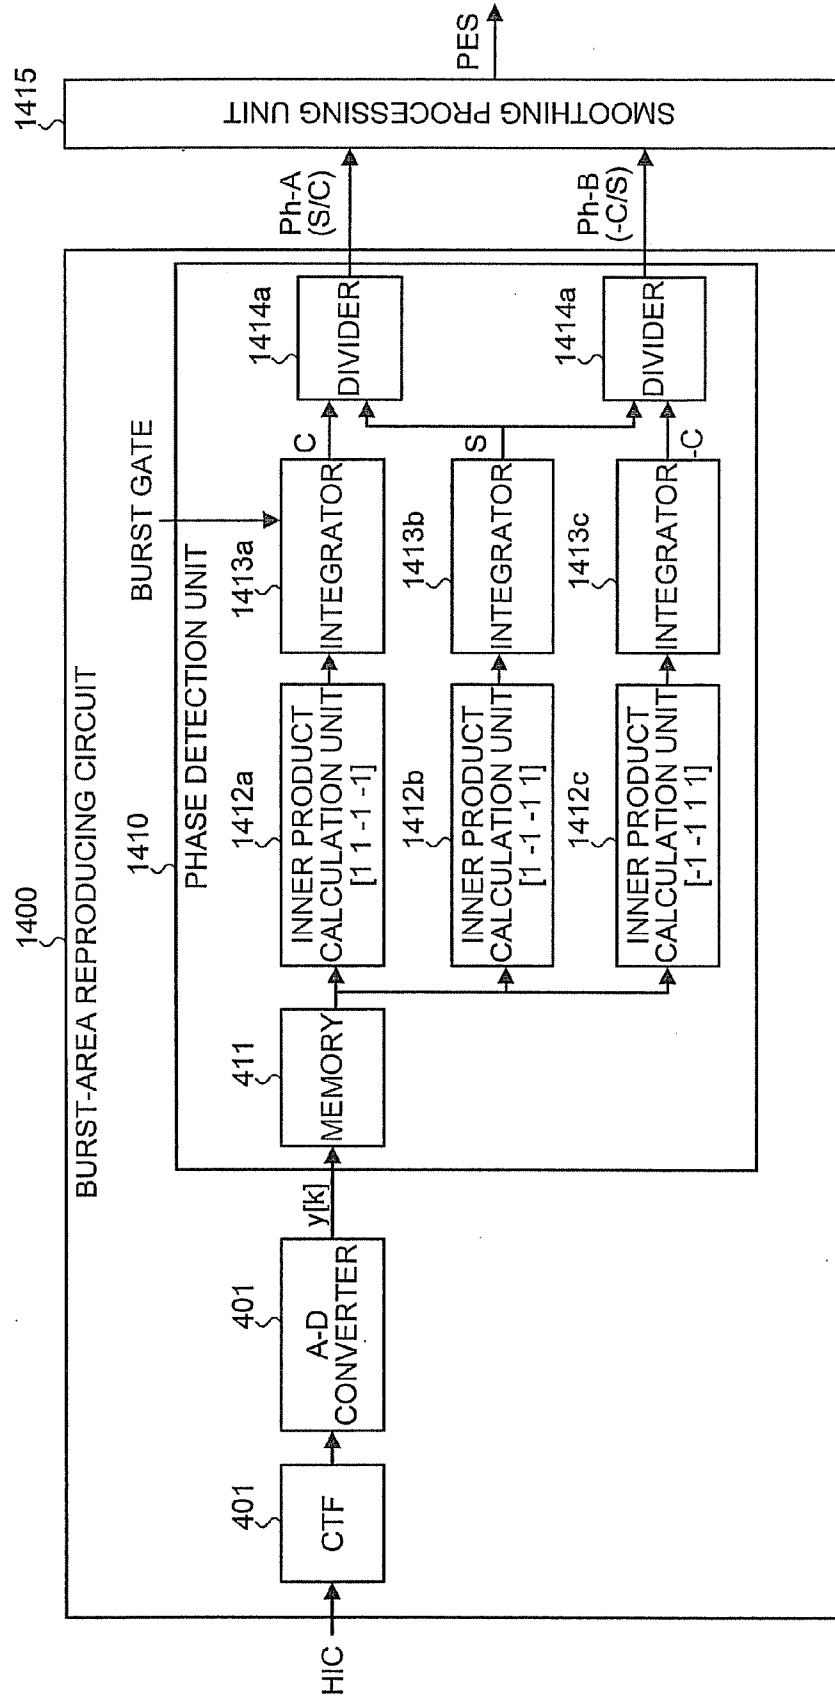 1400
BURST-AREA REPRODUCING CIRCUIT
1410
PHASE DETECTION UNIT
BURST GATE
HIC
401
CTF
401
A-D
CONVERTER
y[k]
411
MEMORY
1412a
INNER PRODUCT
CALCULATION UNIT
[1 1 -1 -1]
1413a
INTEGRATOR
C
1414a
DIVIDER
Ph-A
(S/C)
1412b
INNER PRODUCT
CALCULATION UNIT
[1 -1 -1 1]
1413b
INTEGRATOR
S
1412c
INNER PRODUCT
CALCULATION UNIT
[-1 -1 1 1]
1413c
INTEGRATOR
-C
1414a
DIVIDER
Ph-B
(-C/S)
1415
SMOOTHING PROCESSING UNIT
PES